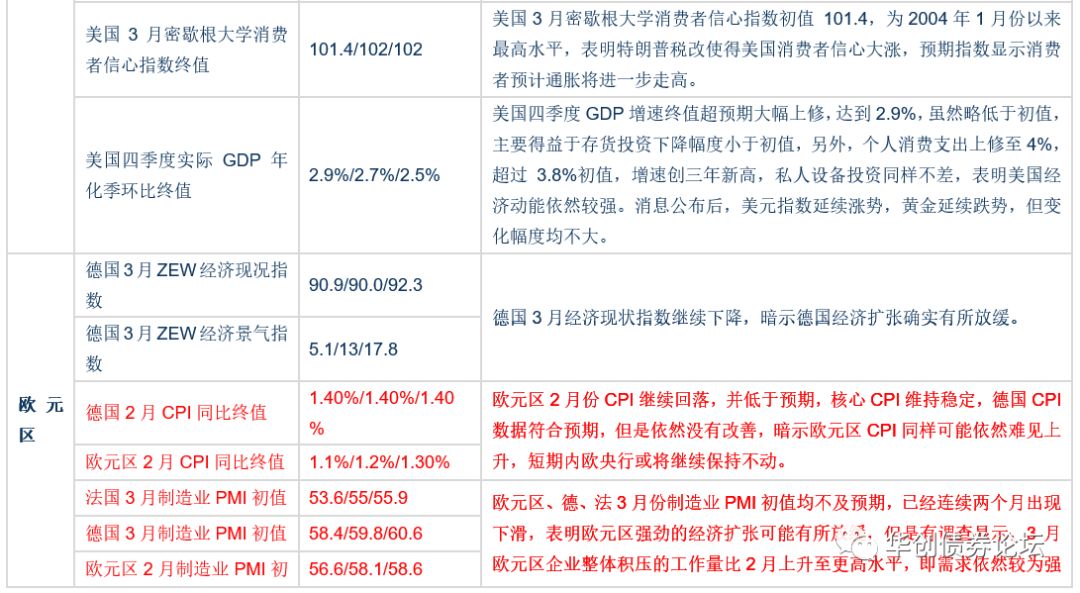 美国 3 月密歇根大学消费
者信心指数终值
101.4/102/102
美国 3 月密歇根大学消费者信心指数初值 101.4，为 2004 年 1 月份以来
最高水平，表明特朗普税改使得美国消费者信心大涨，预期指数显示消费
者预计通胀将进一步走高。
美国四季度实际 GDP 年
化季环比终值
2.9%/2.7%/2.5%
美国四季度 GDP 增速终值超预期大幅上修，达到 2.9%，虽然略低于初值，
主要得益于存货投资下降幅度小于初值，另外，个人消费支出上修至 4%，
超过 3.8%初值，增速创三年新高，私人设备投资同样不差，表明美国经
济动能依然较强。消息公布后，美元指数延续涨势，黄金延续跌势，但变
化幅度均不大。
欧 元
区
德国 3 月 ZEW 经济现况指
数
90.9/90.0/92.3
德国 3 月 ZEW 经济景气指
数
5.1/13/17.8
德国 3 月经济现状指数继续下降，暗示德国经济扩张确实有所放缓。
德国 2 月 CPI 同比终值
1.40%/1.40%/1.40
%
欧元区 2 月 CPI 同比终值
1.1%/1.2%/1.30%
欧元区 2 月份 CPI 继续回落，并低于预期，核心 CPI 维持稳定，德国 CPI
数据符合预期，但是依然没有改善，暗示欧元区 CPI 同样可能依然难见上
升，短期内欧央行或将继续保持不动。
法国 3 月制造业 PMI 初值
53.6/55/55.9
德国 3 月制造业 PMI 初值
58.4/59.8/60.6
欧元区 2 月制造业 PMI 初
56.6/58.1/58.6
欧元区、德、法 3 月份制造业 PMI 初值均不及预期，已经连续两个月出现
下滑，表明欧元区强劲的经济扩张可能有所放 ，但是有调查显示，3 月
欧元区企业整体积压的工作量比 2 月上升至更高水平，即需求依然较为强
华创债券论坛